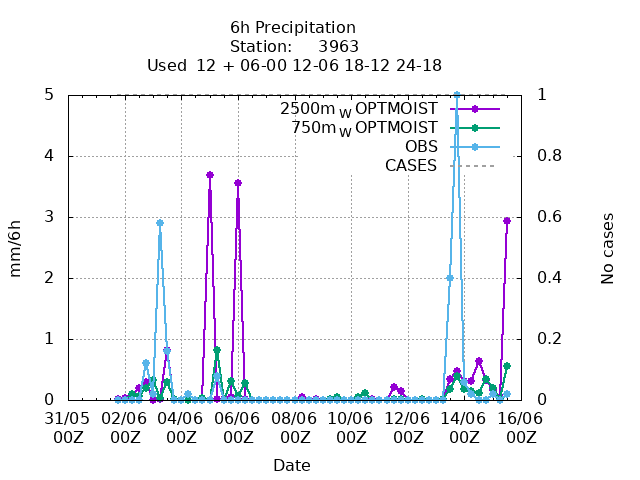 6h Precipitation
Station: 3963
Used 12 + 06-00 12-06 18-12 24-18
5 1
2500m W OPTMOIST
750m W OPTMOIST
OBS
CASES
4 0.8
3 0.6
2 0.4
1 0.2
0 0
mm/6h
No cases
31/05 02/06 04/06 06/06 08/06 10/06 12/06 14/06 16/06
00Z 00Z 00Z 00Z 00Z 00Z 00Z 00Z 00Z
Date